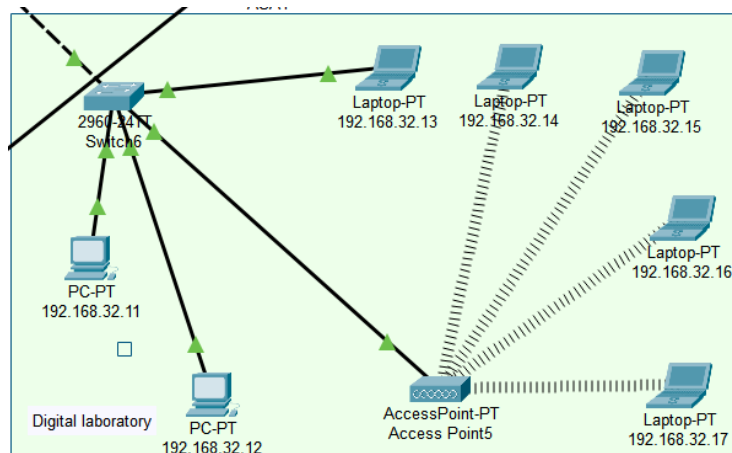 Laptop-PT
192.168.32.13
Laptop-PT
192.168.32.14
Laptop-PT
192.168.32.15
2960-24TT
Switch6
Laptop-PT
192.168.32.16
PC-PT
192.168.32.11
AccessPoint-PT
Access Point5
Laptop-PT
192.168.32.17
Digital laboratory
PC-PT
192.168.32.12